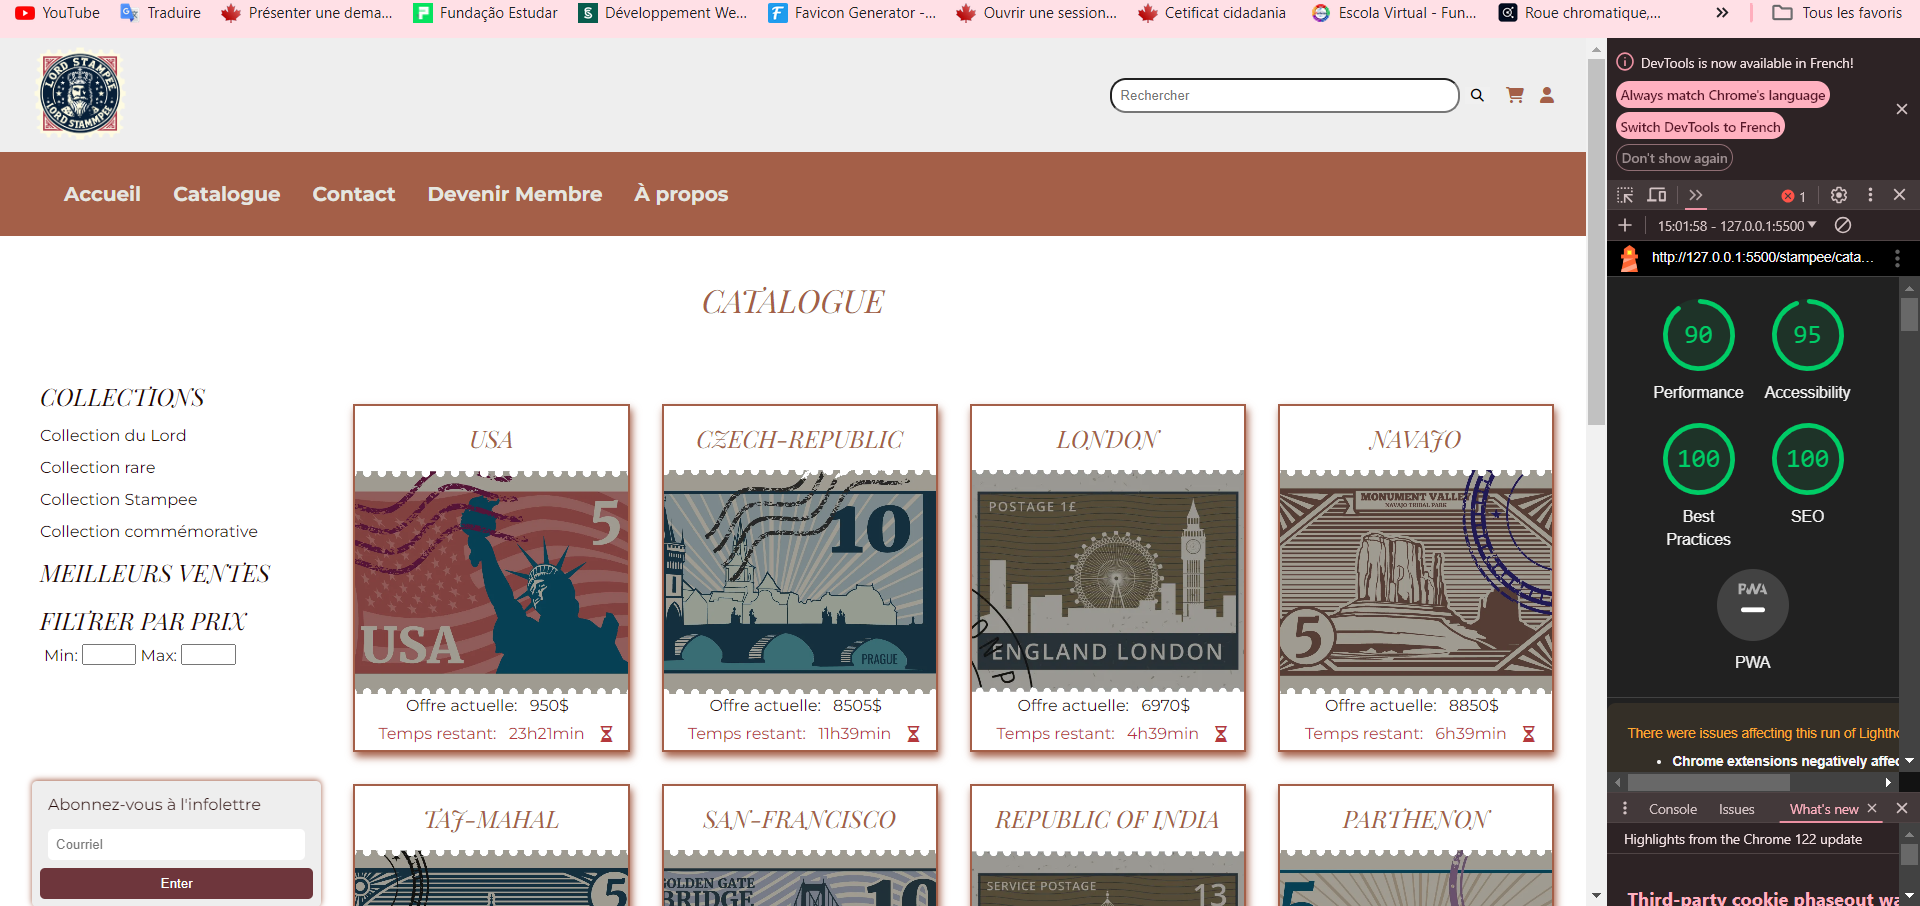 YouTube
Traduire
Présenter une dema...
Fundação Estudar
Développement We...
Favicon Generator -...
Ouvrir une session...
Cetificat cidadania
Escola Virtual - Fun...
Roue chromatique,...
Tous les favoris
LORD STAMPEE
LORD STAMMPEE
Rechercher
Accueil
Catalogue
Contact
Devenir Membre
À propos
CATALOGUE
COLLECTIONS
Collection du Lord
Collection rare
Collection Stampee
Collection commémorative
MEILLEURS VENTES
FILTRER PAR PRIX
Min: Max:
Abonnez-vous à l'infolettre
Courriel
Enter
USA
5
USA
Offre actuelle: 950$
Temps restant: 23h21min
CZECH-REPUBLIC
10
PRAGUE
Offre actuelle: 8505$
Temps restant: 11h39min
LONDON
POSTAGE 1£
ENGLAND LONDON
Offre actuelle: 6970$
Temps restant: 4h39min
NAVAJO
MONUMENT VALLEY
NAVAJO TRIBAL PARK
5
Offre actuelle: 8850$
Temps restant: 6h39min
TAJ-MAHAL
5
SAN-FRANCISCO
GOLDEN GATE
BRIDGE
10
REPUBLIC OF INDIA
SERVICE POSTAGE
13
PARTHENON
5
DevTools is now available in French!
Always match Chrome's language
Switch DevTools to French
Don't show again
1
15:01:58 - 127.0.0.1:5500
http://127.0.0.1:5500/stampee/cata...
90
Performance
95
Accessibility
100
Best
Practices
100
SEO
PWA
PWA
There were issues affecting this run of Lighth
Chrome extensions negatively affec
Console
Issues
What's new
Highlights from the Chrome 122 update
Third-party cookie phaseout wa